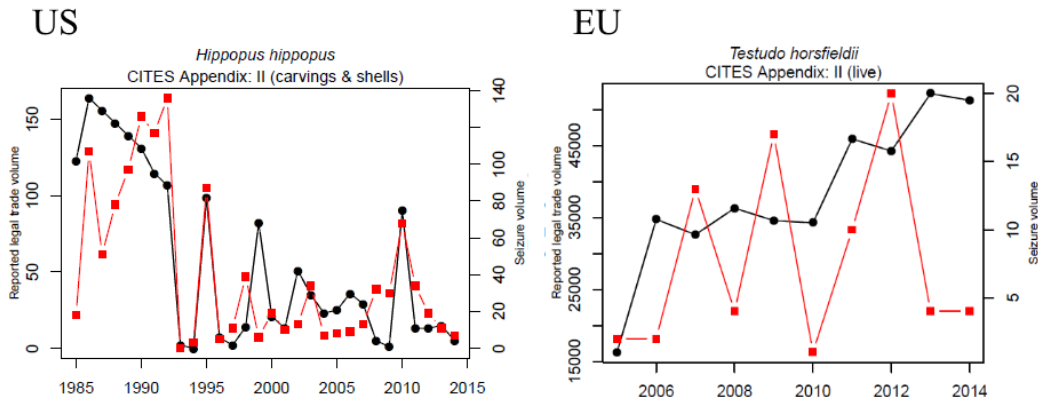 US
Hippopus hippopus
CITES Appendix: II (carvings & shells)
Reported legal trade volume
0 50 100 150
Seizure volume
0 20 40 60 80 100 120 140
1985 1990 1995 2000 2005 2010 2015
EU
Testudo horsfieldii
CITES Appendix: II (live)
Reported legal trade volume
15000 20000 35000 45000
Seizure volume
5 10 15 20
2006 2008 2010 2012 2014